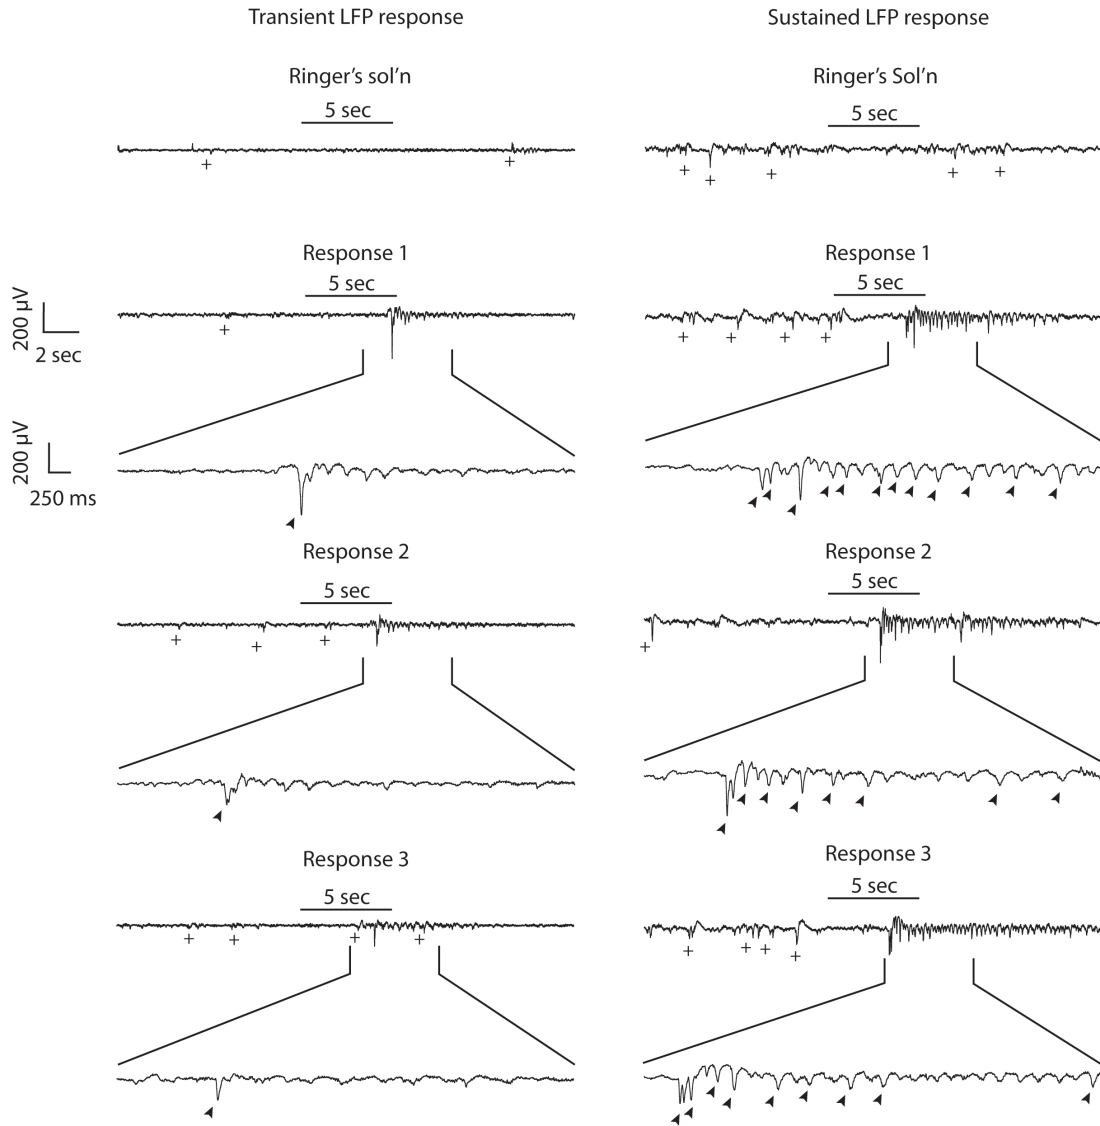 Transient LFP response
Sustained LFP response
Ringer's sol'n
Ringer's Sol'n
5 sec
5 sec
+ +
+ + + + +
Response 1
Response 1
5 sec
5 sec
200 µV
2 sec
+
+ + + +
200 µV
250 ms
Response 2
Response 2
5 sec
5 sec
+ + +
+
Response 3
Response 3
5 sec
5 sec
+ + + +
+ + + +